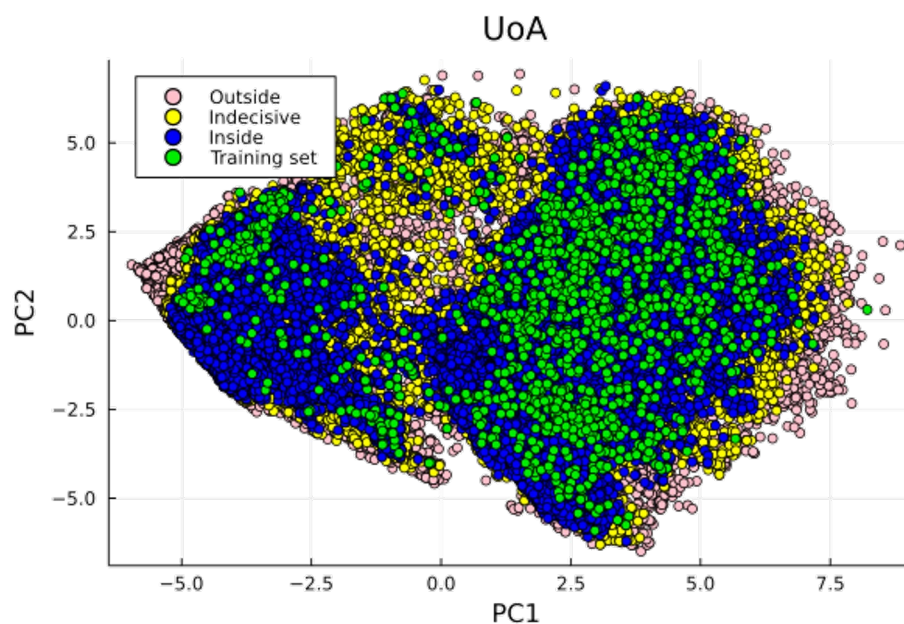 UoA
Outside
Indecisive
Inside
Training set
5.0
2.5
0.0
−2.5
−5.0
PC2
−5.0 −2.5 0.0 2.5 5.0 7.5
PC1